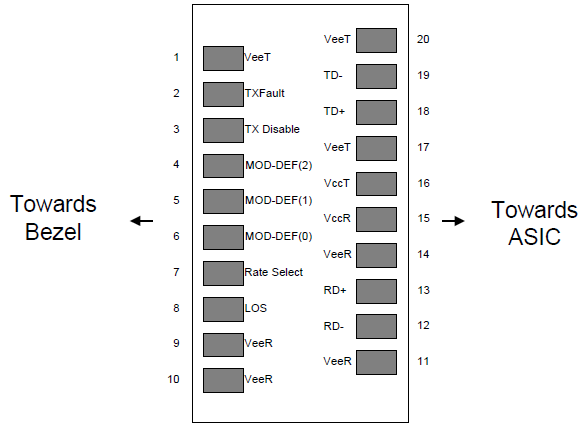 VeeT 20
1 VeeT
TD- 19
2 TXFault
TD+ 18
3 TX Disable
VeeT 17
4 MOD-DEF(2)
VccT 16
5 MOD-DEF(1)
VccR 15
6 MOD-DEF(0)
VeeR 14
7 Rate Select
RD+ 13
8 LOS
RD- 12
9 VeeR
VeeR 11
10 VeeR
Towards
Bezel
Towards
ASIC